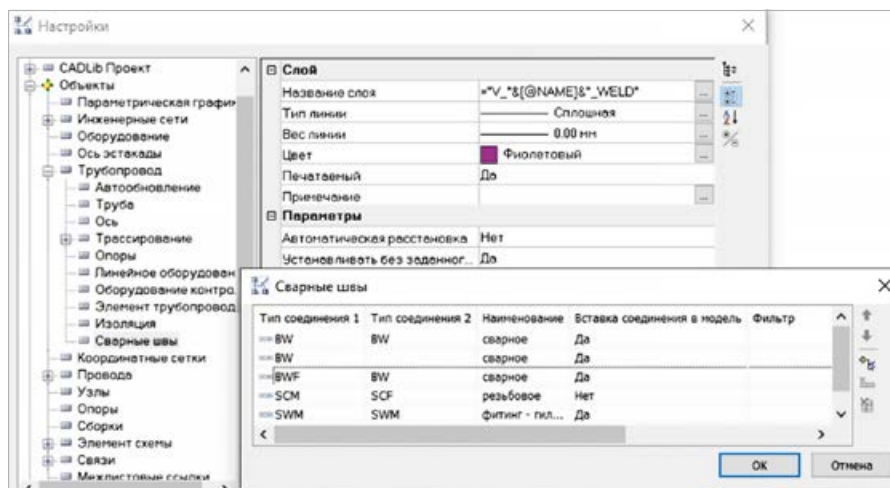 Настройки
CADLib Проект
Объекты
Параметрическая график
Инженерные сети
Оборудование
Ось эстакады
Трубопровод
Автообновление
Труба
Ось
Трассирование
Опоры
Линейное оборудован
Оборудование контро
Элемент трубопровод
Изоляция
Сварные швы
Координатные сетки
Провода
Узлы
Опоры
Сборки
Элемент схемы
Связи
Межлистовые ссылки
Слой
Название слоя ="V_"&[@NAME]&"_WELD"
Тип линии Сплошная
Вес линии 0.00 мм
Цвет Фиолетовый
Печатаемый Да
Примечание
Параметры
Автоматическая расстановка Нет
Устанавливать без заданног... Да
Сварные швы
Тип соединения 1 Тип соединения 2 Наименование Вставка соединения в модель Фильтр
BW BW сварное Да
BW сварное Да
BWF BW сварное Да
SCM SCF резьбовое Нет
SWM SWM фитинг - гил... Да
OK Отмена